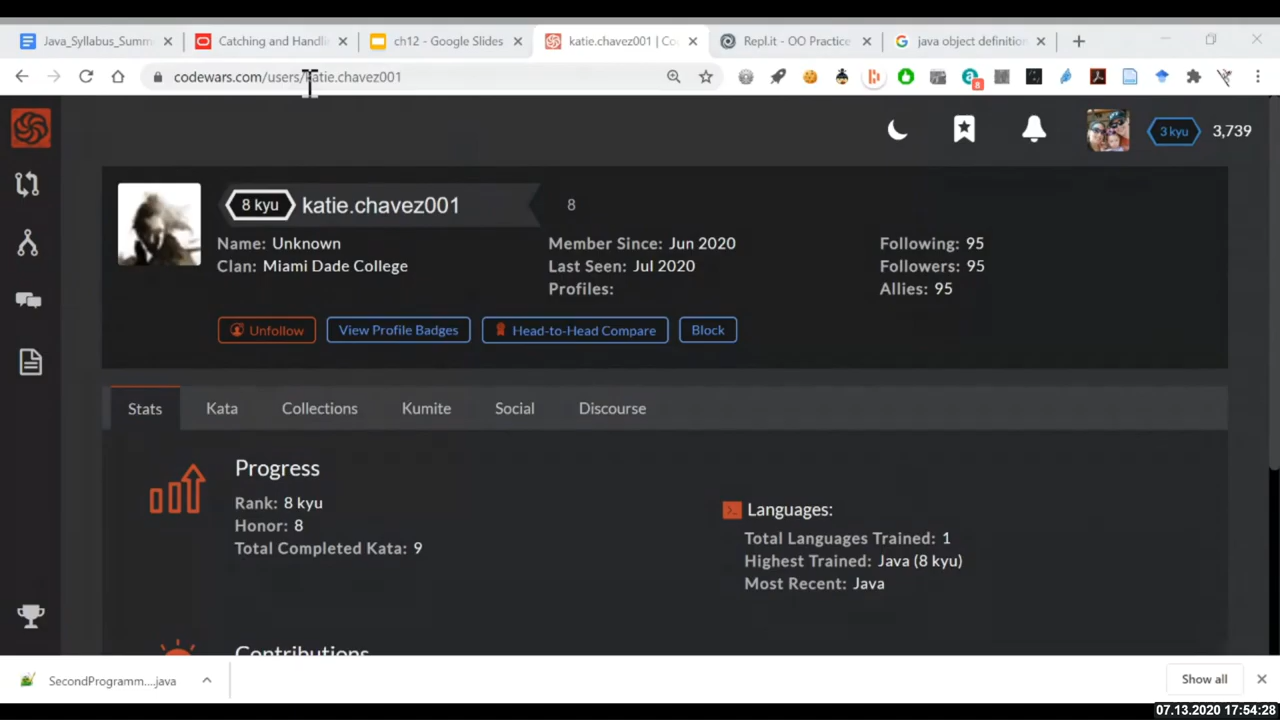 Java_Syllabus_Summ
Catching and Handli
ch12 - Google Slides
katie.chavez001 | Co
Repl.it - OO Practice
java object definitio
codewars.com/users/katie.chavez001
8
3 kyu
3,739
8 kyu
katie.chavez001
8
Name: Unknown
Member Since: Jun 2020
Following: 95
Clan: Miami Dade College
Last Seen: Jul 2020
Followers: 95
Profiles:
Allies: 95
Unfollow
View Profile Badges
Head-to-Head Compare
Block
Stats
Kata
Collections
Kumite
Social
Discourse
Progress
Rank: 8 kyu
Honor: 8
Total Completed Kata: 9
Languages:
Total Languages Trained: 1
Highest Trained: Java (8 kyu)
Most Recent: Java
Contributions
SecondProgramm....java
Show all
07.13.2020 17:54:28